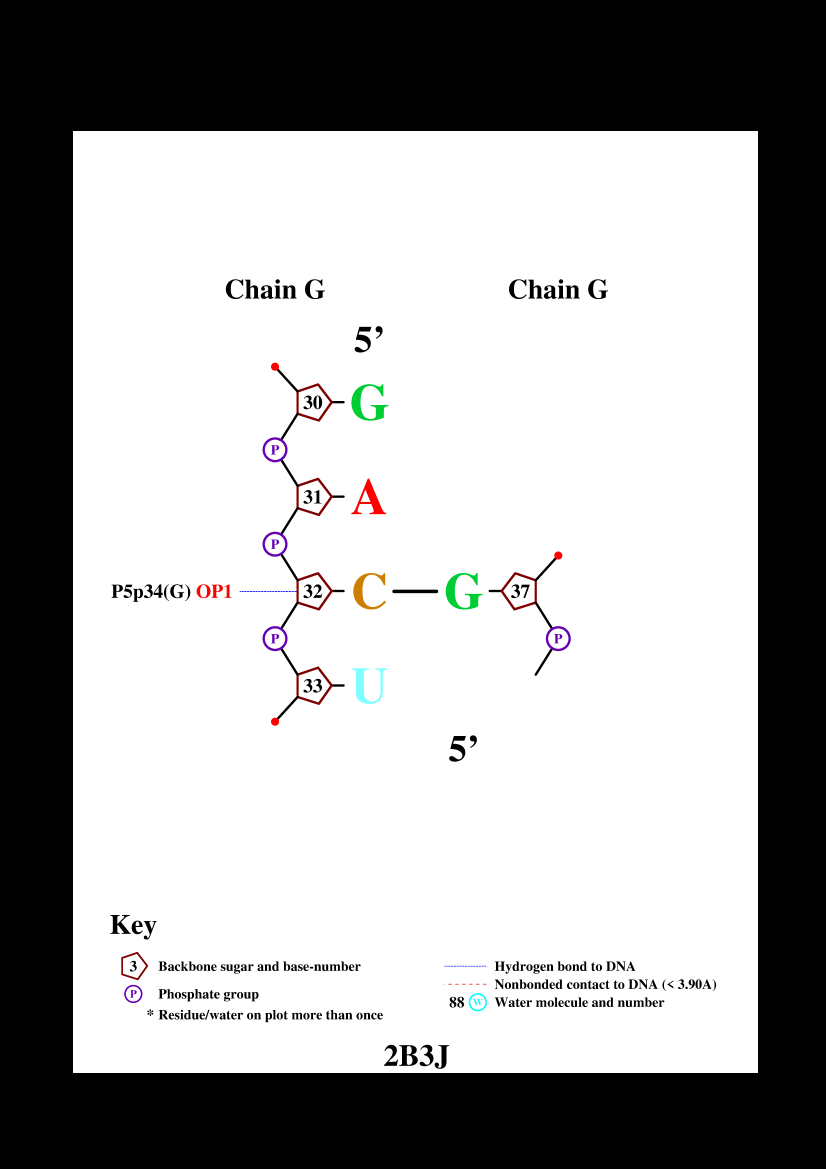 Chain G Chain G
5’
30 G
P
31 A
P
P5p34(G) OP1 32 C G 37
P P
33 U
5’
Key
3 Backbone sugar and base-number
P Phosphate group
* Residue/water on plot more than once
Hydrogen bond to DNA
Nonbonded contact to DNA (< 3.90A)
88 W Water molecule and number
2B3J